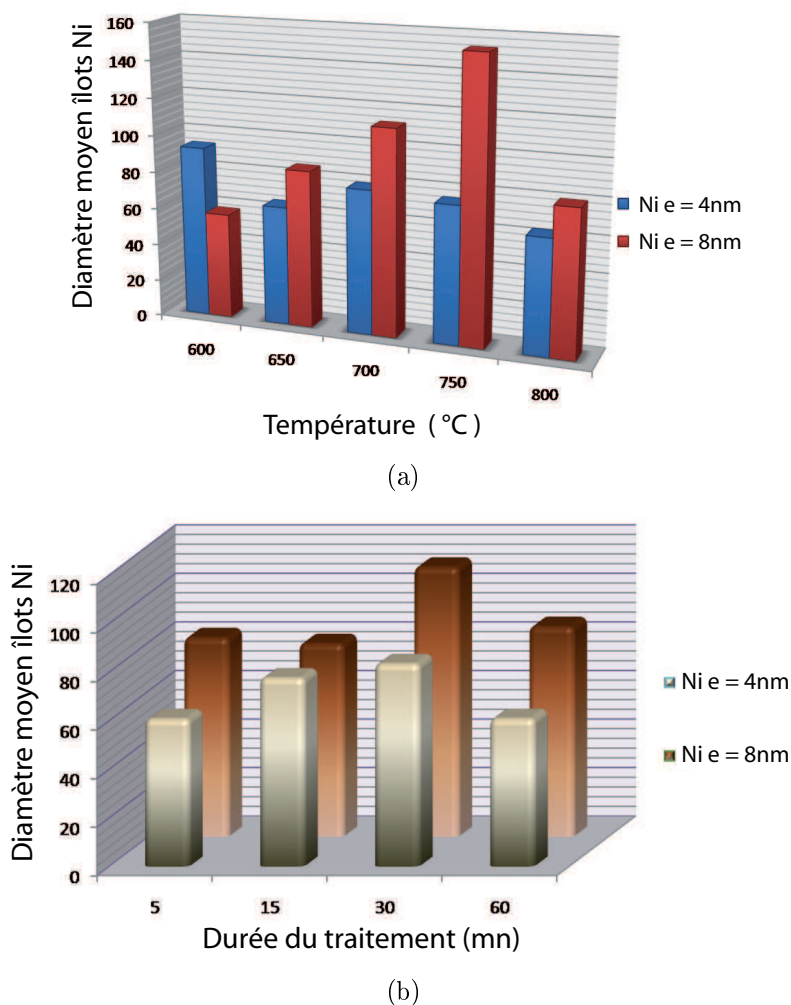 Diamètre moyen îlots Ni
160
140
120
100
80
60
40
20
0
600
650
700
750
800
Température ( °C )
Ni e = 4nm
Ni e = 8nm
(a)
Diamètre moyen îlots Ni
120
100
80
60
40
20
0
5
15
30
60
Durée du traitement (mn)
Ni e = 4nm
Ni e = 8nm
(b)